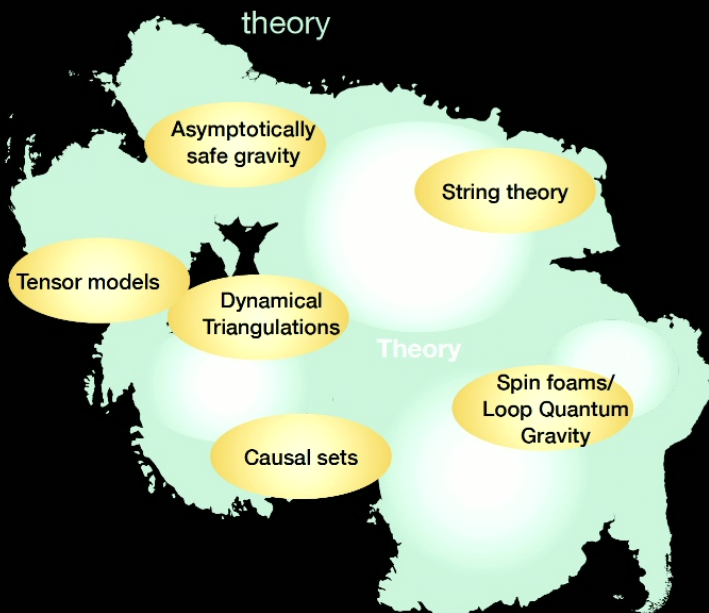 theory
Asymptotically
safe gravity
String theory
Tensor models
Dynamical
Triangulations
Theory
Spin foams/
Loop Quantum
Gravity
Causal sets